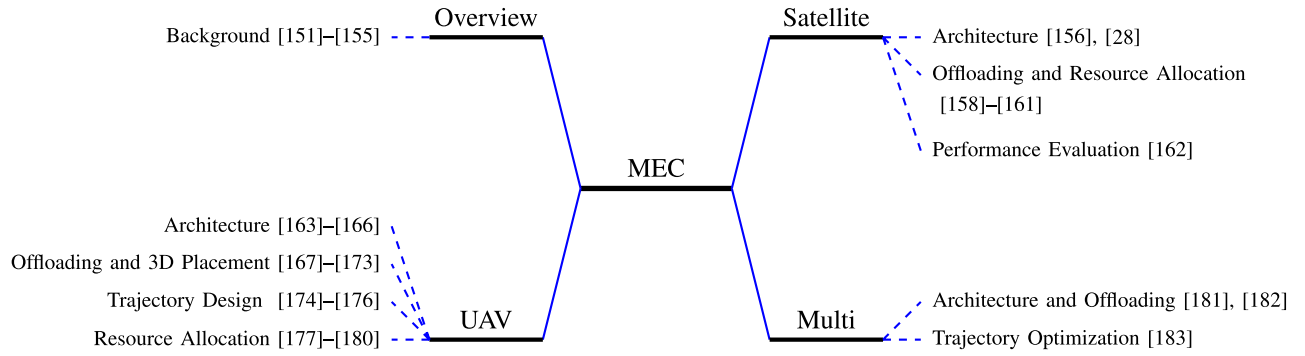 Overview
Background [151]–[155]
Satellite
Architecture [156], [28]
Offloading and Resource Allocation
[158]–[161]
Performance Evaluation [162]
MEC
Architecture [163]–[166]
Offloading and 3D Placement [167]–[173]
Trajectory Design [174]–[176]
Resource Allocation [177]–[180]
UAV
Multi
Architecture and Offloading [181], [182]
Trajectory Optimization [183]